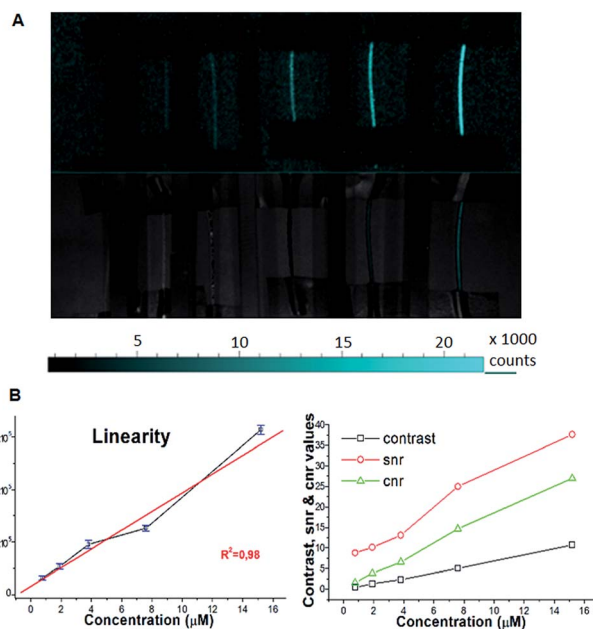 A
5 10 15 20 x 1000
counts
B
Linearity
R²=0,98
0
0 2 4 6 8 10 12 14 16
Concentration (μM)
Contrast, snr & cnr values
40
35
30
25
20
15
10
5
0
contrast
snr
cnr
0 2 4 6 8 10 12 14 16
Concentration (μM)